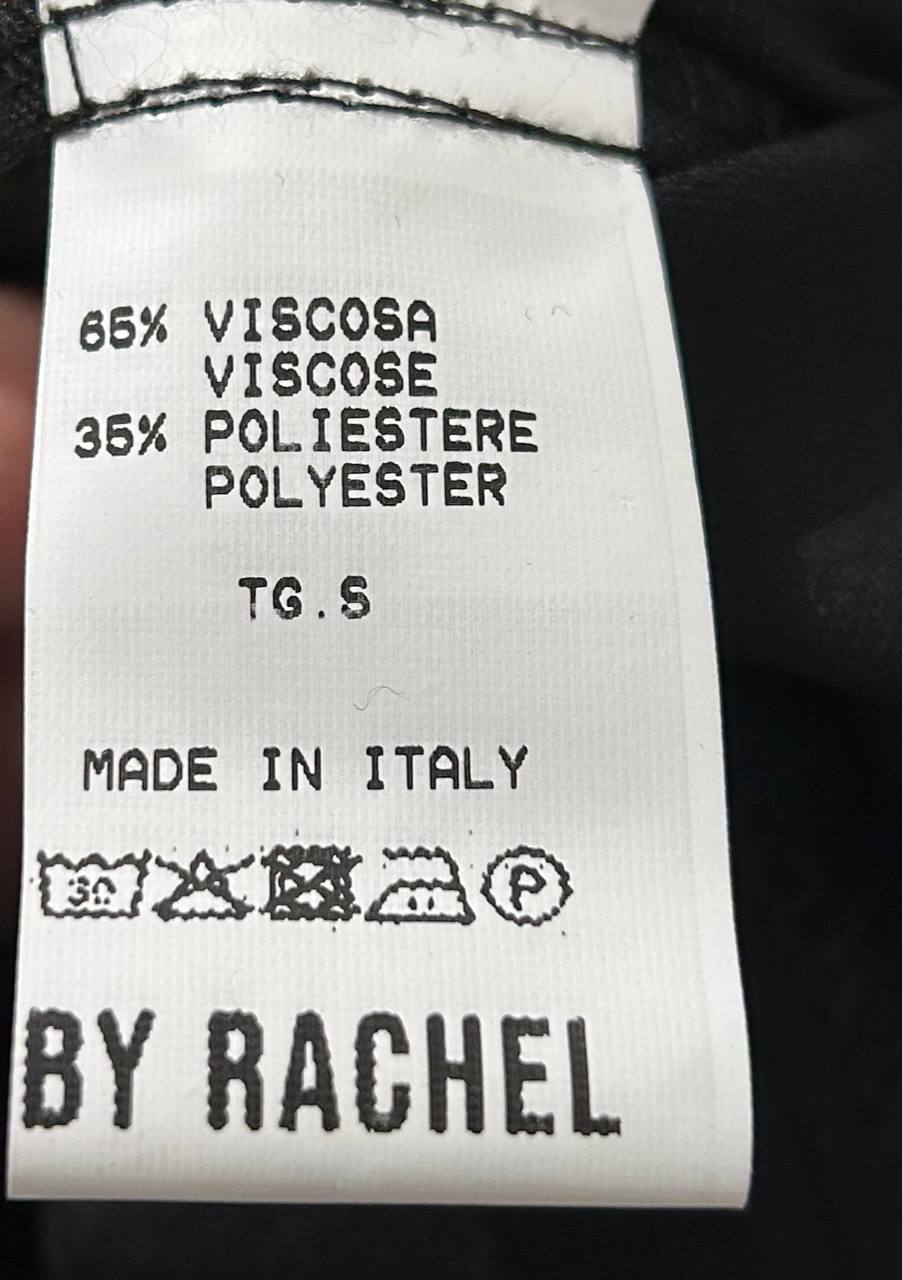 65% VISCOSA
VISCOSE
35% POLIESTERE
POLYESTER
TG.S
MADE IN ITALY
30 P
BY RACHEL